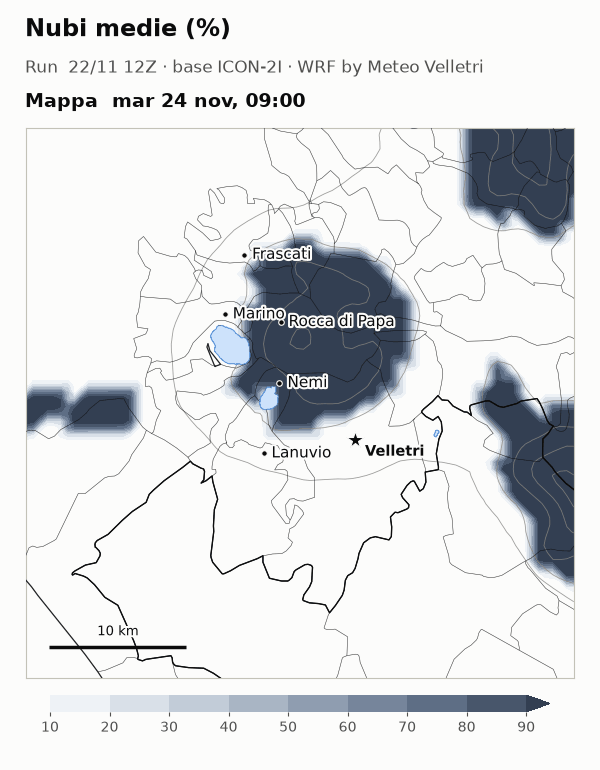 Nubi medie (%)
Run  22/11 12Z · base ICON-2I · WRF by Meteo Velletri
Mappa  mar 24 nov, 09:00
Frascati
Marino
Rocca di Papa
Nemi
Velletri
Lanuvio
10 km
10 20 30 40 50 60 70 80 90